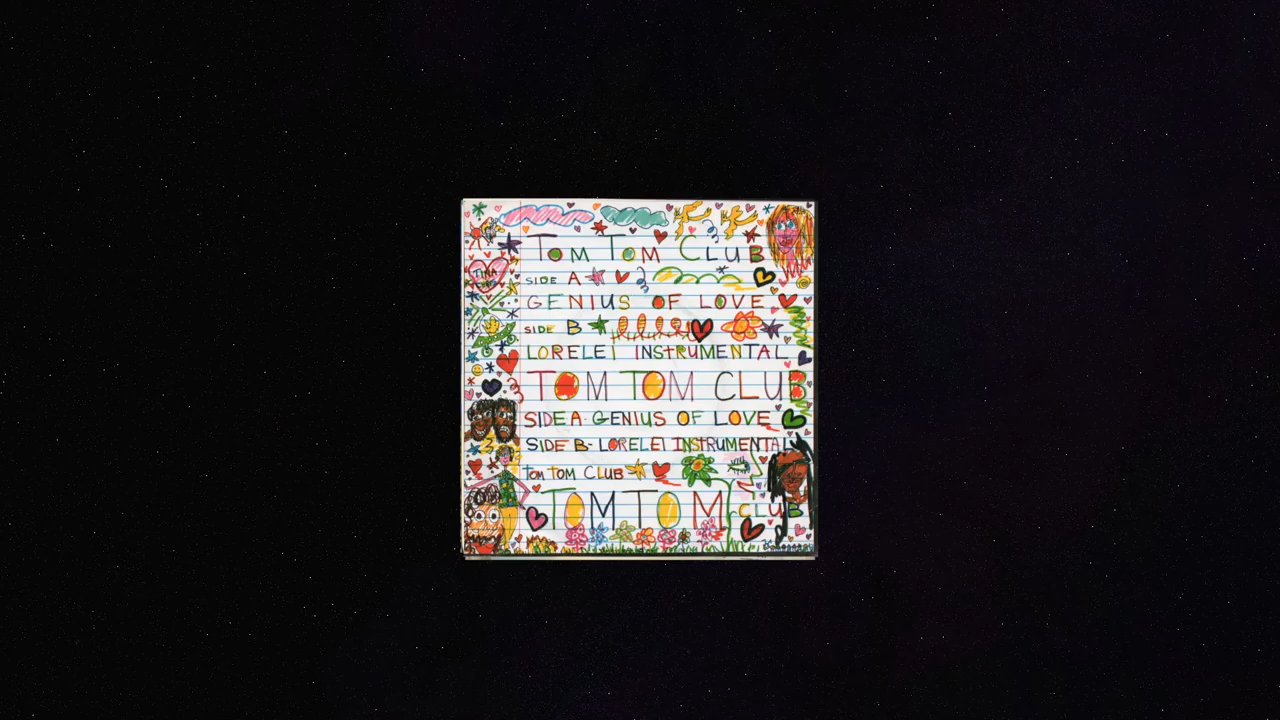 TOM TOM CLUB
SIDE A
GENIUS OF LOVE
SIDE B
LORELEI INSTRUMENTAL
TOM TOM CLUB
SIDE A - GENIUS OF LOVE
SIDE B - LORELEI INSTRUMENTAL
TOM TOM CLUB
TOM TOM CLUB
TINA